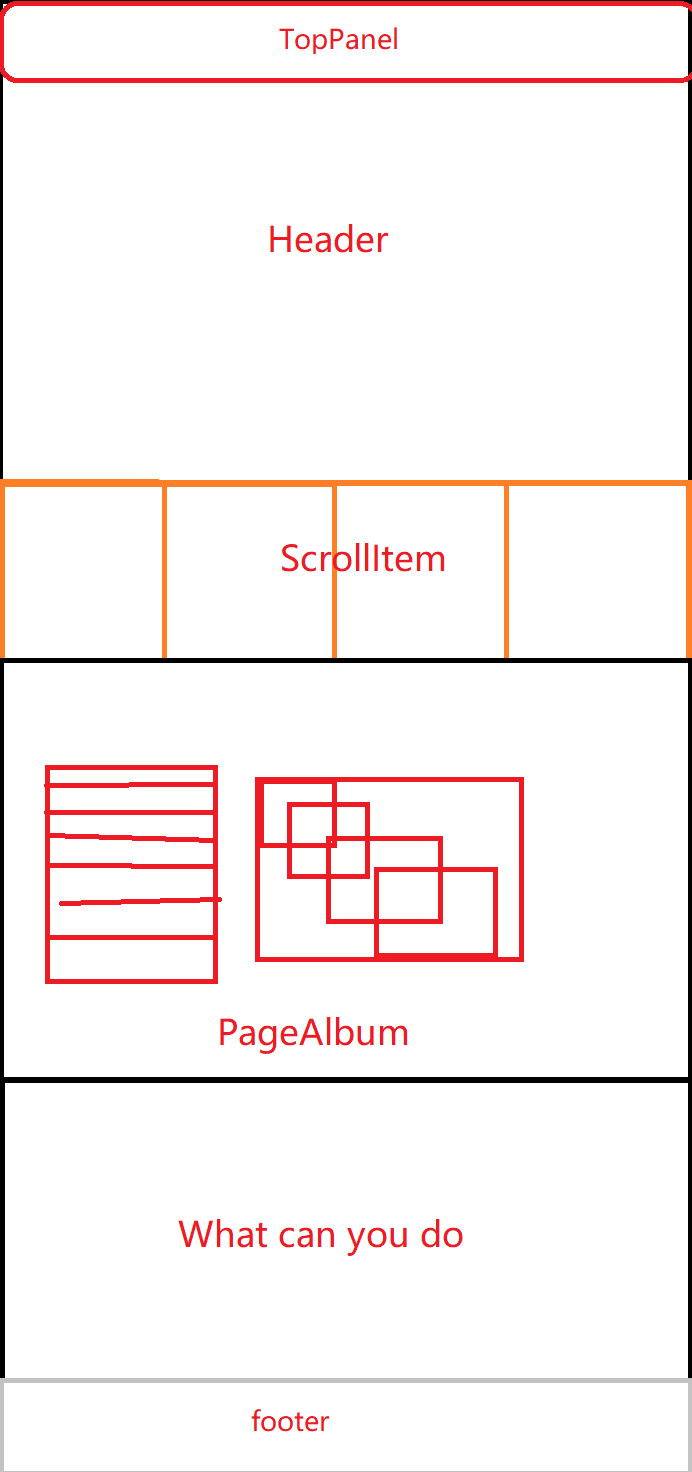 TopPanel
Header
ScrollItem
PageAlbum
What can you do
footer